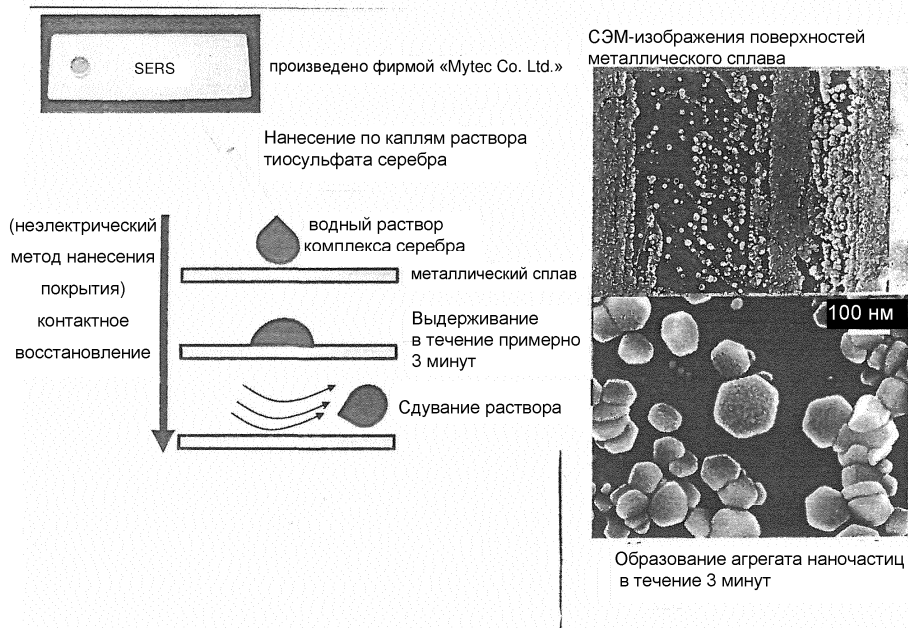 SERS
произведено фирмой «Mytec Co. Ltd.»
Нанесение по каплям раствора
тиосульфата серебра
(неэлектрический
метод нанесения
покрытия)
контактное
восстановление
водный раствор
комплекса серебра
металлический сплав
Выдерживание
в течение примерно
3 минут
Сдувание раствора
СЭМ-изображения поверхностей
металлического сплава
100 нм
Образование агрегата наночастиц
в течение 3 минут